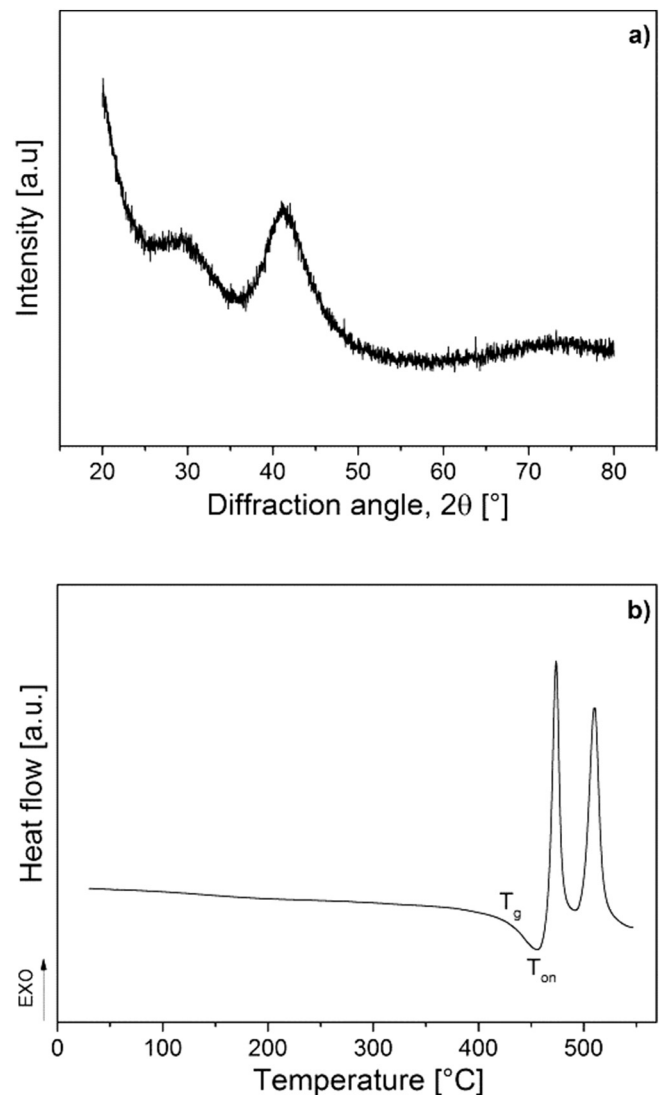 a)
Intensity [a.u]
20 30 40 50 60 70 80
Diffraction angle, 2θ [°]
b)
Heat flow [a.u.]
EXO
T_g
T_on
0 100 200 300 400 500
Temperature [°C]